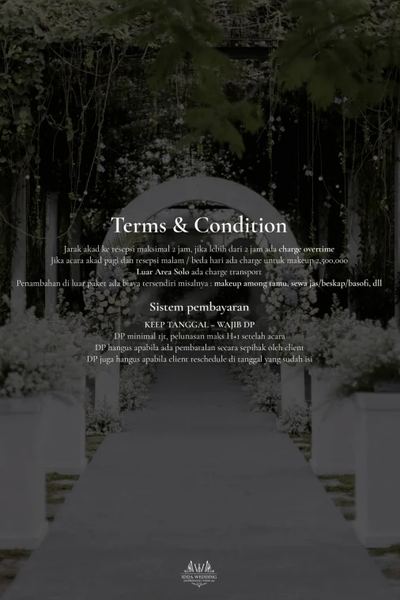 Terms & Condition
Jarak akad ke resepsi maksimal 2 jam, jika lebih dari 2 jam ada charge overtime
Jika acara akad pagi dan resepsi malam / beda hari ada charge untuk makeup 2,500,000
Luar Area Solo ada charge transport
Penambahan di luar paket ada biaya tersendiri misalnya : makeup among tamu, sewa jas/beskap/basofi, dll
Sistem pembayaran
KEEP TANGGAL = WAJIB DP
DP minimal 1jt, pelunasan maks H+1 setelah acara
DP hangus apabila ada pembatalan secara sepihak oleh client
DP juga hangus apabila client reschedule di tanggal yang sudah isi
IDDA WEDDING